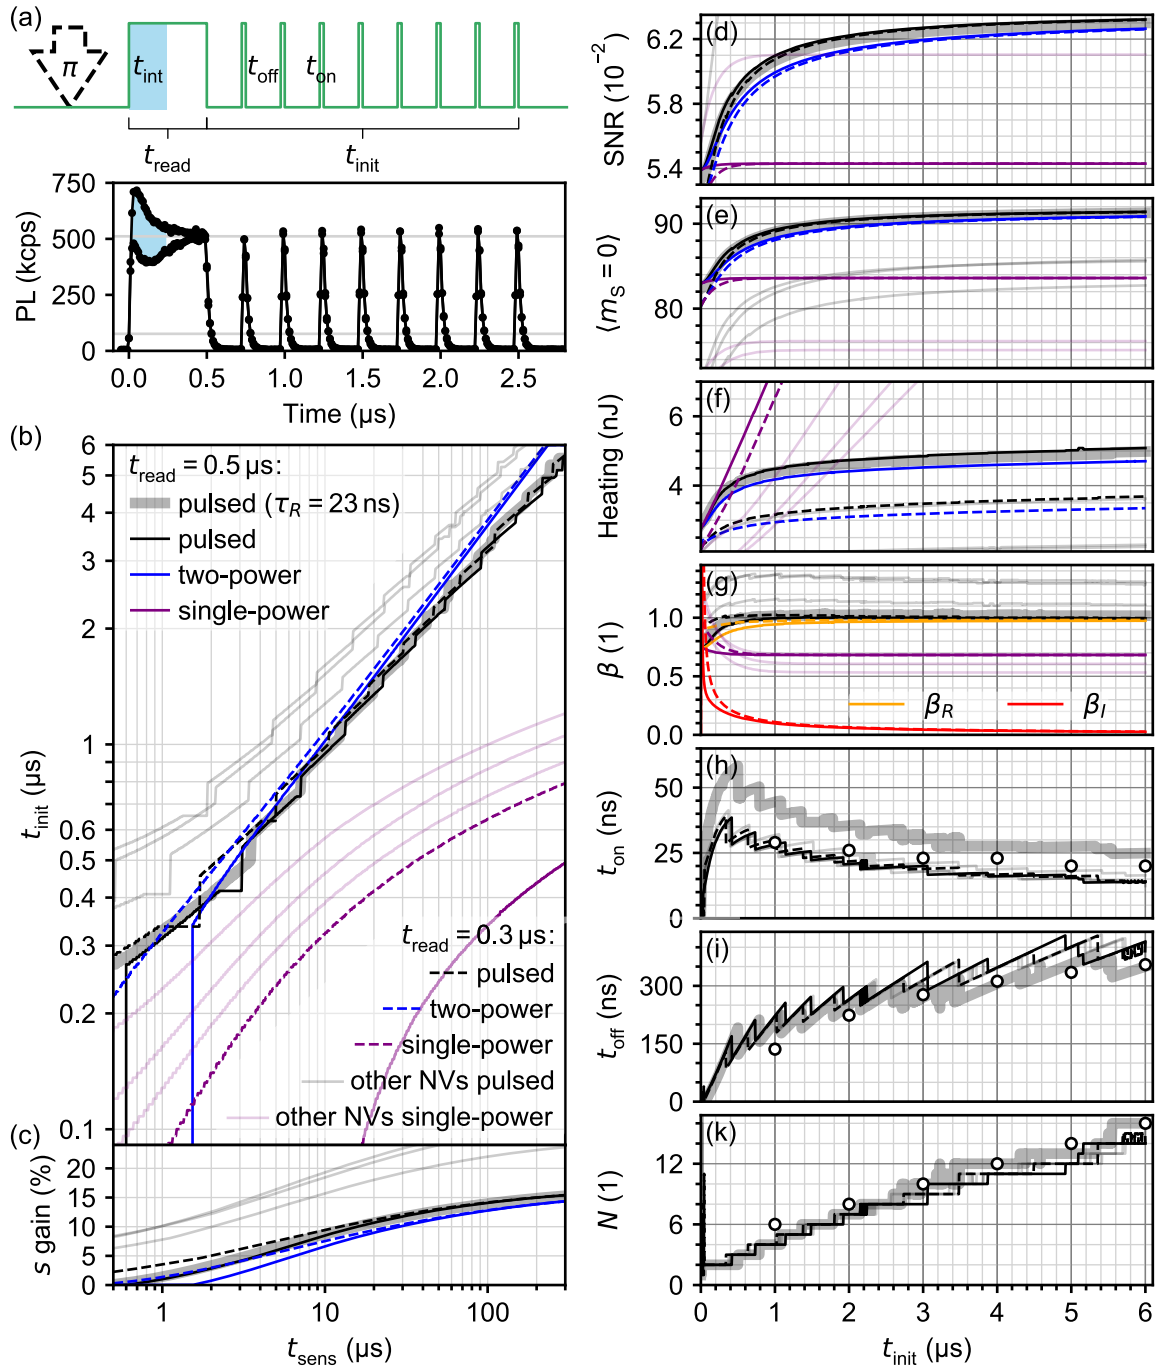 (a)
π
t_int
t_off
t_on
t_read
t_init
PL (kcps)
750
500
250
0
0.0 0.5 1.0 1.5 2.0 2.5
Time (µs)
(b)
t_read = 0.5 µs:
pulsed (τ_R = 23 ns)
pulsed
two-power
single-power
t_init (µs)
6
5
4
3
2
1
0.6
0.5
0.4
0.3
0.2
0.1
t_read = 0.3 µs:
pulsed
two-power
single-power
other NVs pulsed
other NVs single-power
(c)
s gain (%)
20
15
10
5
0
1 10 100
t_sens (µs)
(d)
SNR (10⁻²)
6.2
5.8
5.4
(e)
⟨m_S = 0⟩
90
80
(f)
Heating (nJ)
6
4
(g)
β (1)
1.0
0.5
0.0
β_R
β_I
(h)
t_on (ns)
50
25
0
(i)
t_off (ns)
300
150
0
(k)
N (1)
12
6
0
0 1 2 3 4 5 6
t_init (µs)